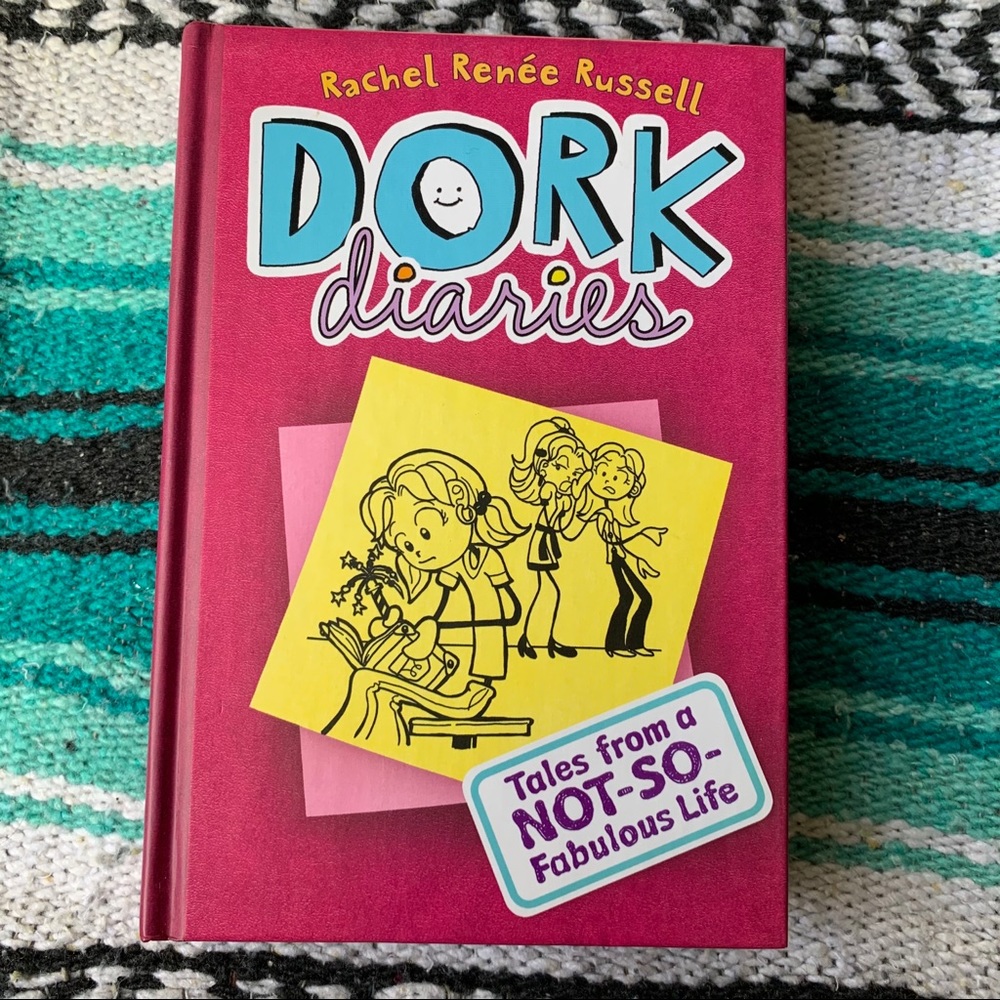 Rachel Renée Russell
DORK
diaries
Tales from a
NOT-SO-
Fabulous Life